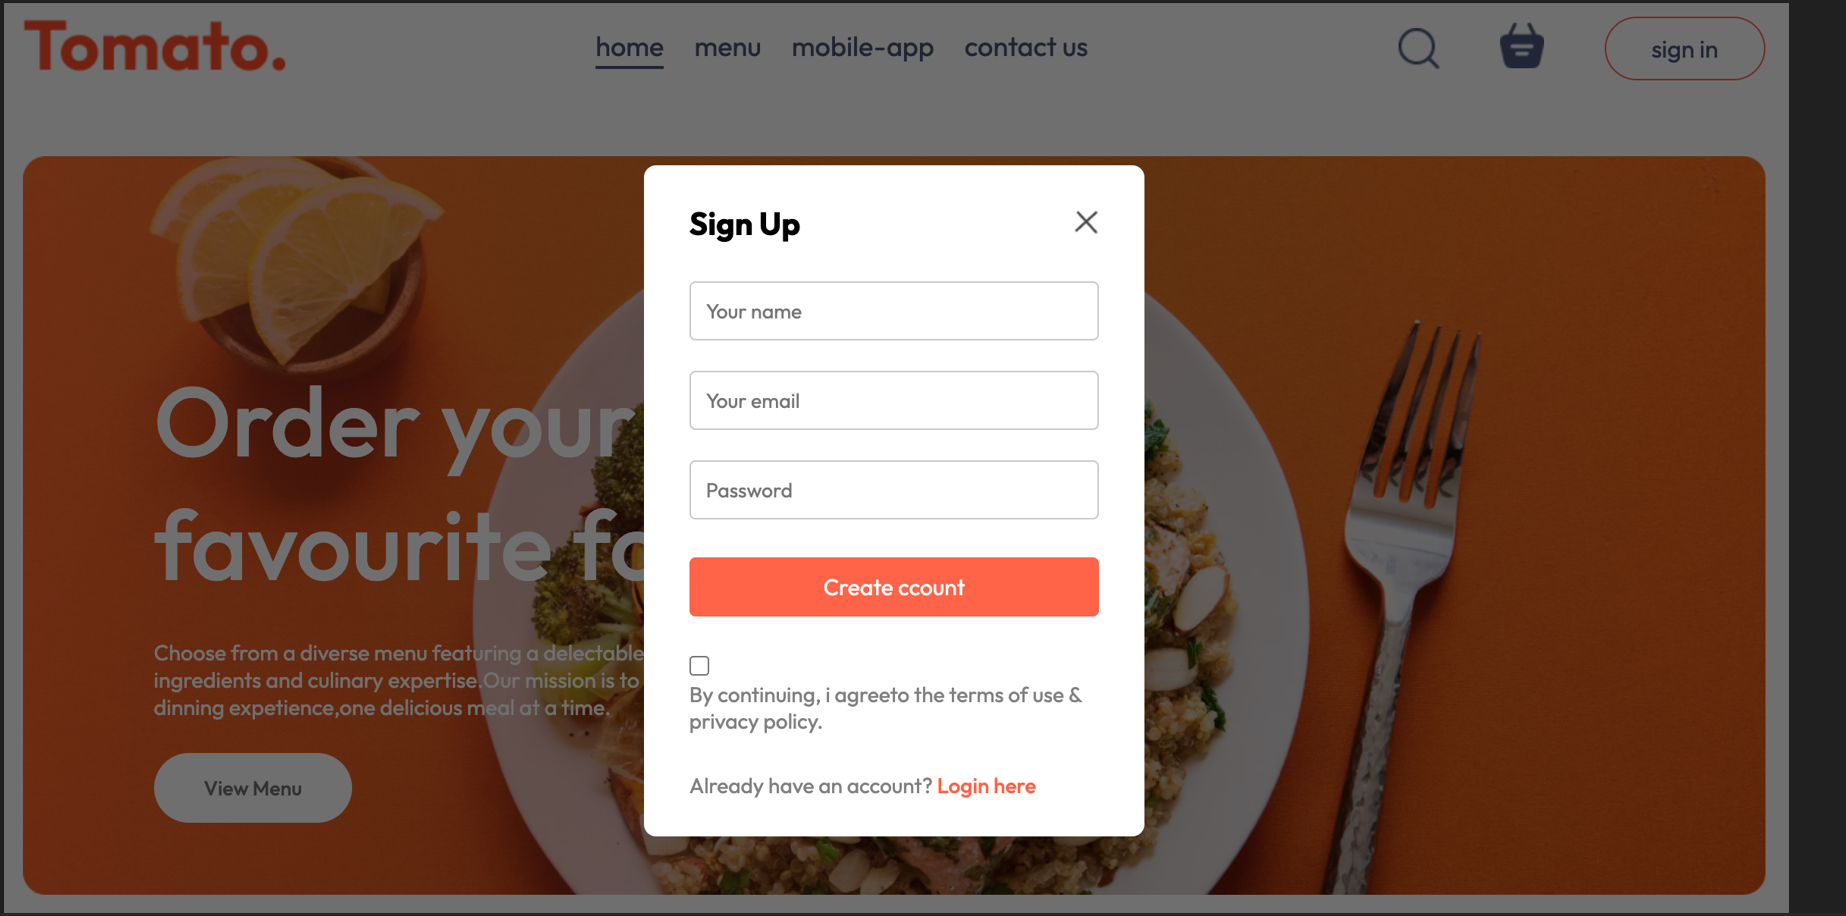 Tomato.
home menu mobile-app contact us
sign in
Sign Up
Your name
Your email
Password
Create ccount
By continuing, i agreeto the terms of use &
privacy policy.
Already have an account? Login here
Order your
favourite
Choose from a diverse menu featuring a delectable
ingredients and culinary expertise.Our mission is to
dinning expetience,one delicious meal at a time.
View Menu